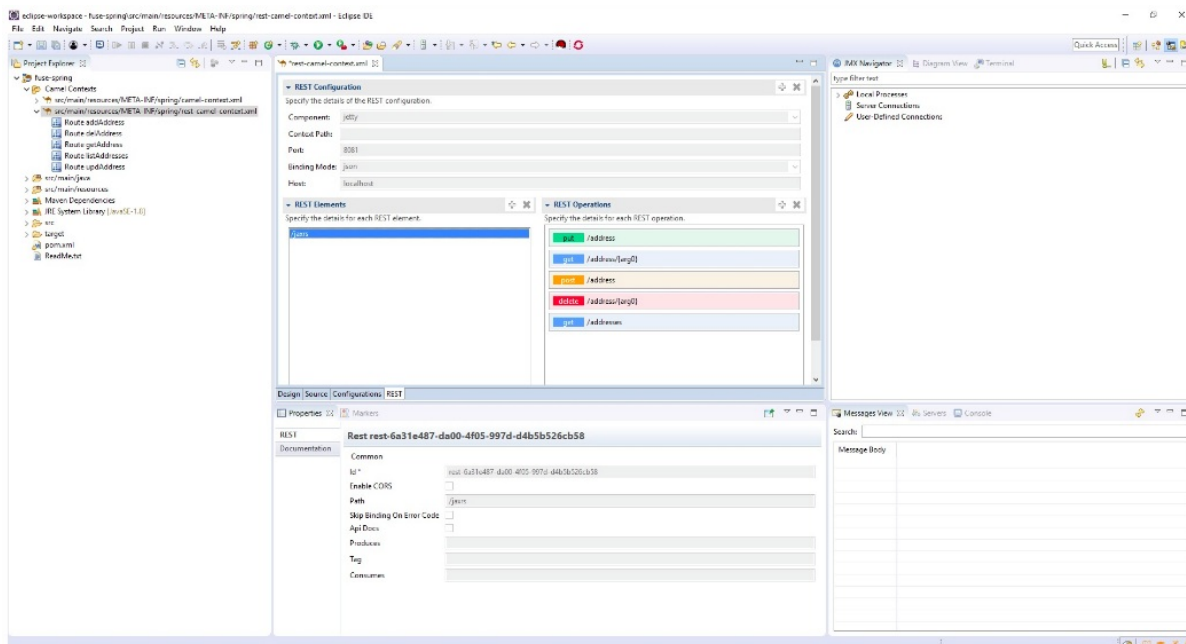 eclipse-workspace - fuse-spring\src/main/resources/META-INF/spring/rest-camel-context.xml - Eclipse IDE
File Edit Navigate Search Project Run Window Help
Quick Access
Project Explorer
fuse-spring
Camel Contexts
src/main/resources/META-INF/spring/camel-context.xml
src/main/resources/META-INF/spring/rest-camel-context.xml
Route addAddress
Route delAddress
Route getAddress
Route listAddresses
Route updAddress
src/main/java
src/main/resources
Maven Dependencies
JRE System Library [JavaSE-1.8]
src
target
pom.xml
ReadMe.txt
*rest-camel-context.xml
REST Configuration
Specify the details of the REST configuration.
Component: jetty
Context Path:
Port: 8081
Binding Mode: json
Host: localhost
REST Elements
Specify the details for each REST element.
/jaxrs
REST Operations
Specify the details for each REST operation.
put /address
get /address/{arg0}
post /address
delete /address/{arg0}
get /addresses
Design Source Configurations REST
Properties Markers
REST
Documentation
Rest rest-6a31e487-da00-4f05-997d-d4b5b526cb58
Common
Id * rest-6a31e487-da00-4f05-997d-d4b5b526cb58
Enable CORS
Path /jaxrs
Skip Binding On Error Code
Api Docs
Produces
Tag
Consumes
JMX Navigator Diagram View Terminal
type filter text
Local Processes
Server Connections
User-Defined Connections
Messages View Servers Console
Search:
Message Body